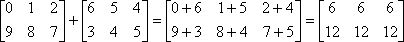 [0 1 2] + [6 5 4] = [0+6 1+5 2+4] = [6 6 6]
[9 8 7] [3 4 5] [9+3 8+4 7+5] [12 12 12]